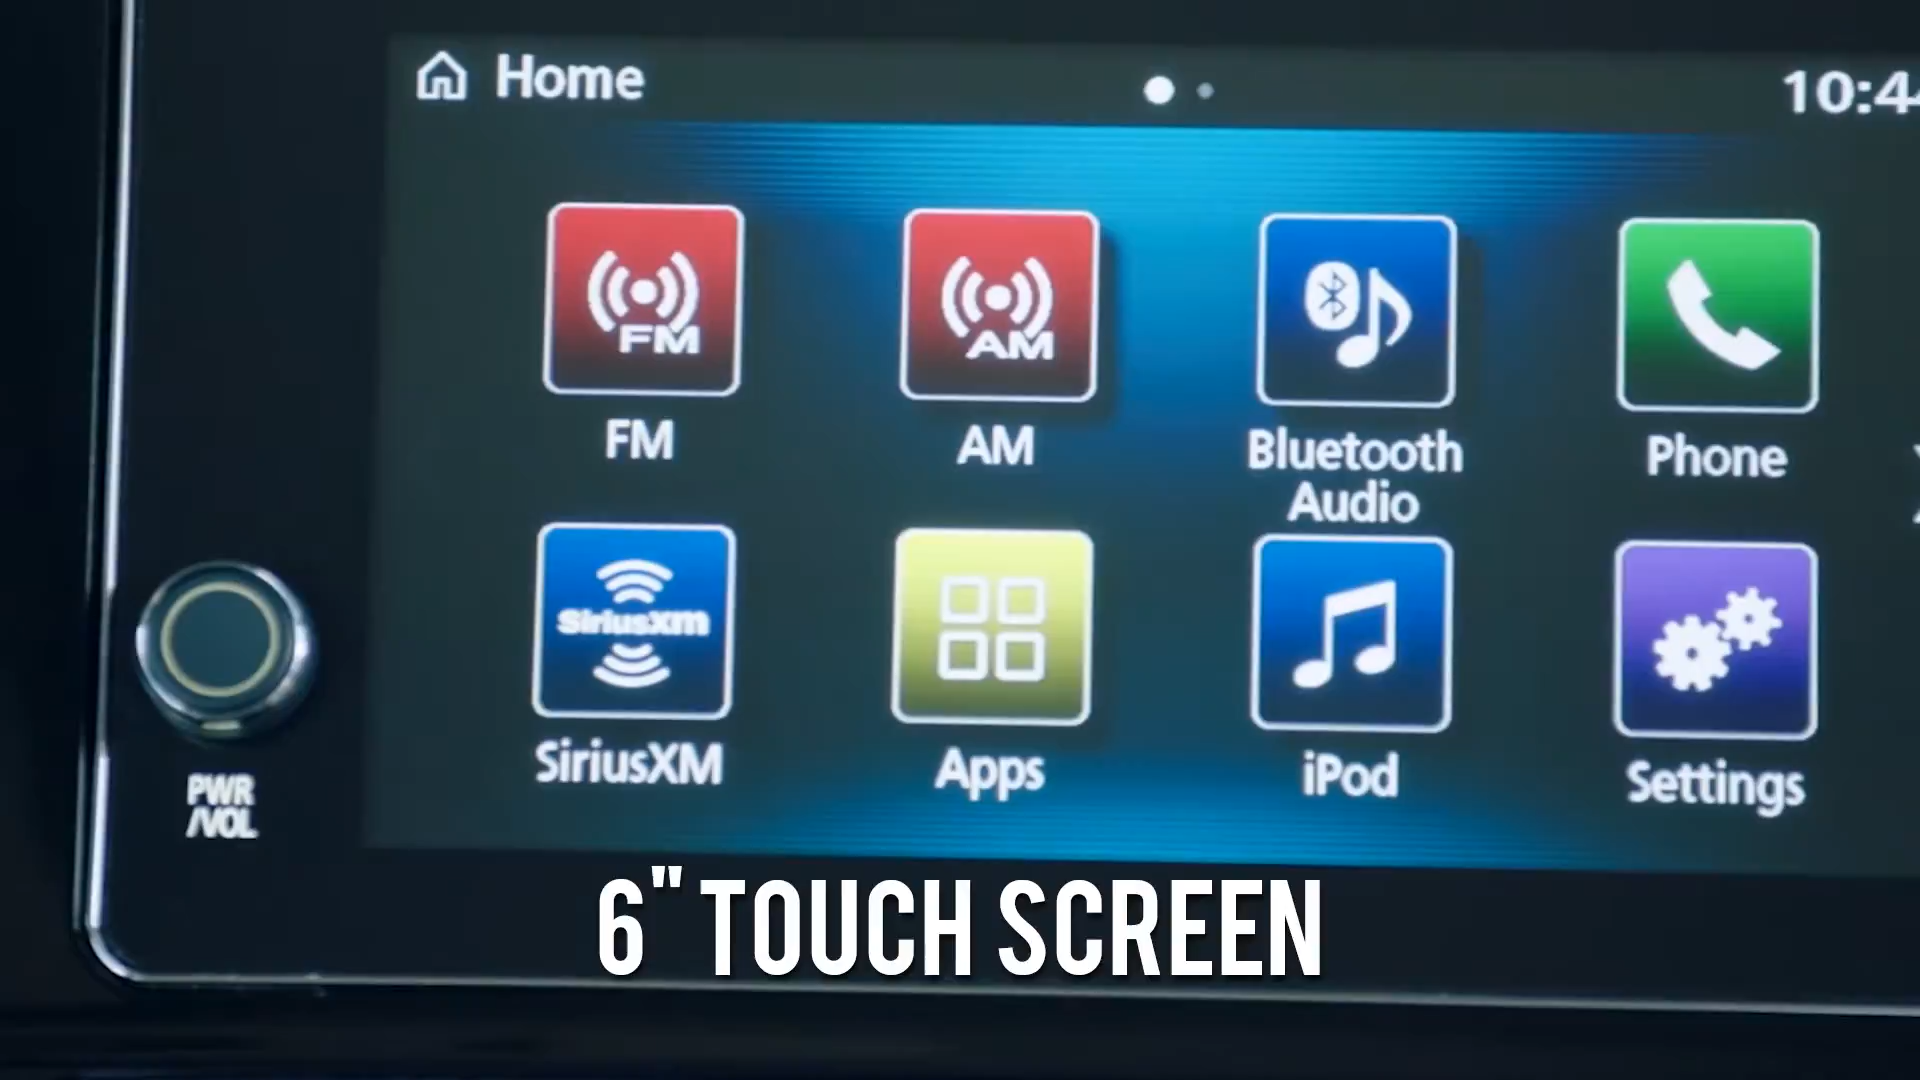 Home
10:44
FM
AM
FM
AM
Bluetooth
Audio
Phone
SiriusXM
SiriusXM
Apps
iPod
Settings
PWR
/VOL
6" TOUCH SCREEN